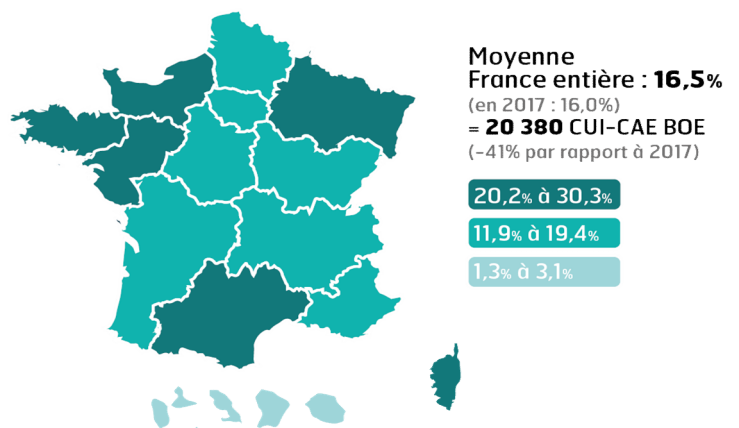 Moyenne
France entière : 16,5%
(en 2017 : 16,0%)
= 20 380 CUI-CAE BOE
(-41% par rapport à 2017)
20,2% à 30,3%
11,9% à 19,4%
1,3% à 3,1%